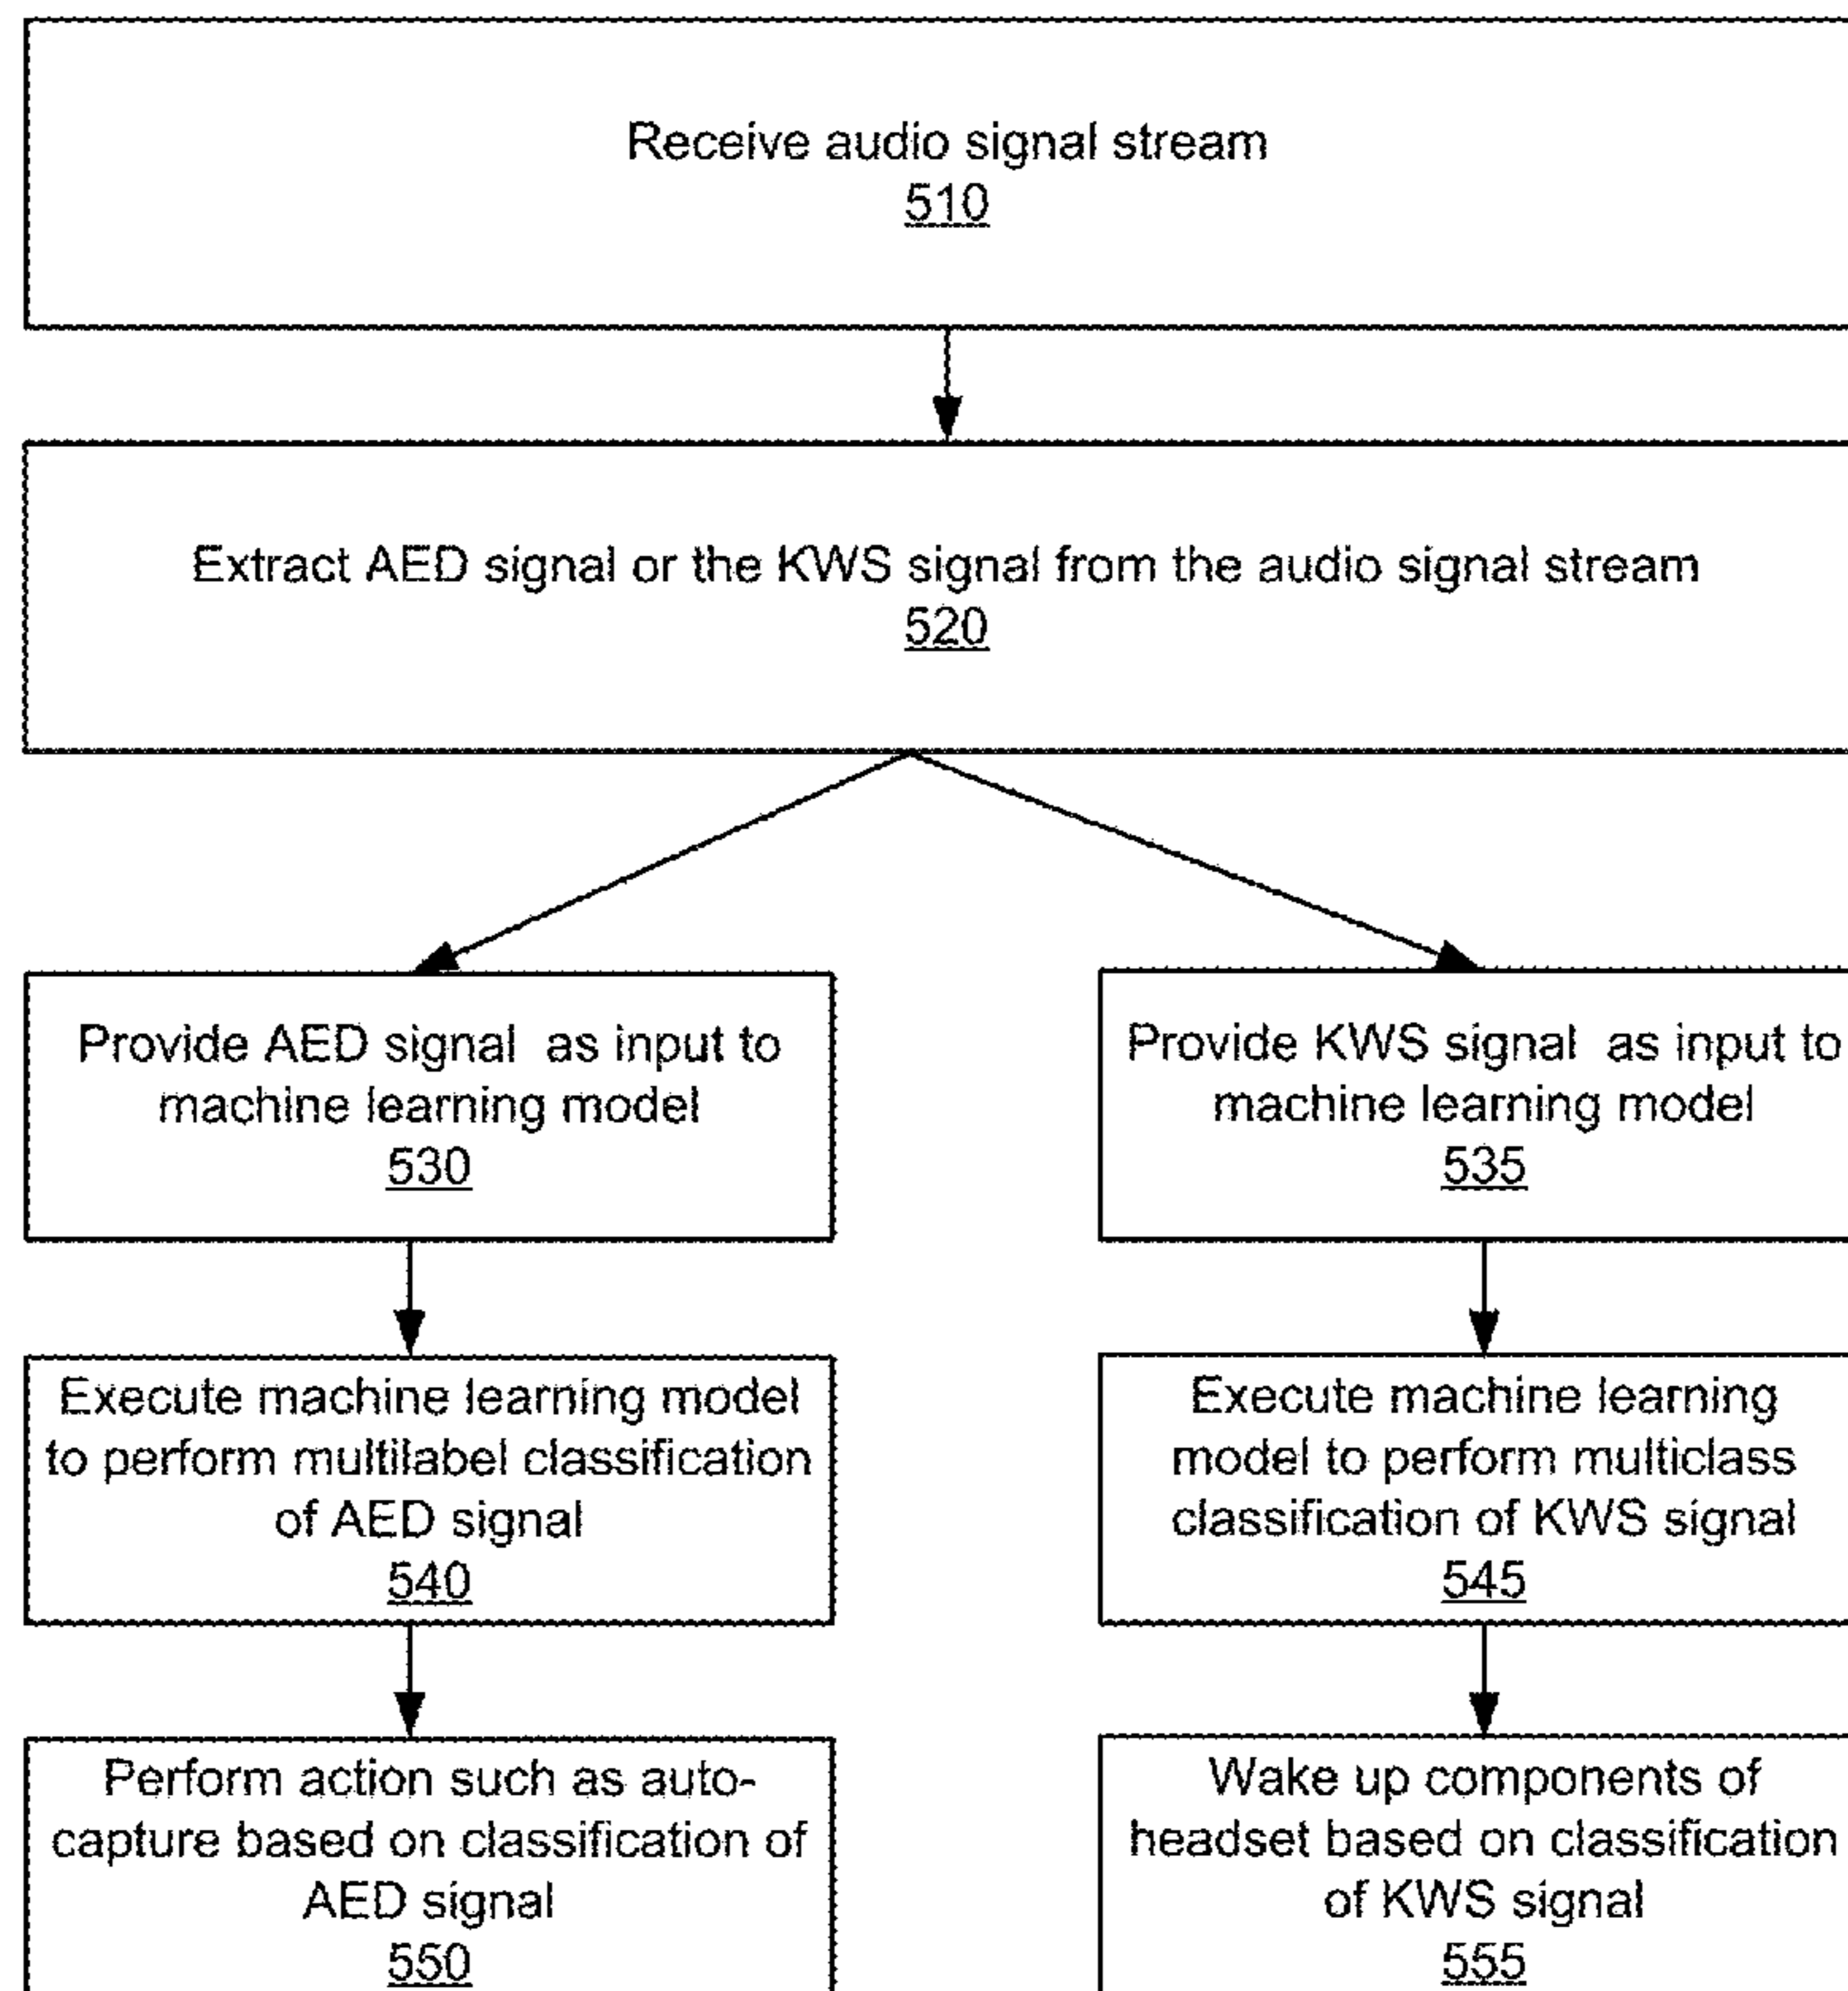 Receive audio signal stream
510
Extract AED signal or the KWS signal from the audio signal stream
520
Provide AED signal as input to
machine learning model
530
Provide KWS signal as input to
machine learning model
535
Execute machine learning model
to perform multilabel classification
of AED signal
540
Execute machine learning
model to perform multiclass
classification of KWS signal
545
Perform action such as auto-
capture based on classification of
AED signal
550
Wake up components of
headset based on classification
of KWS signal
555